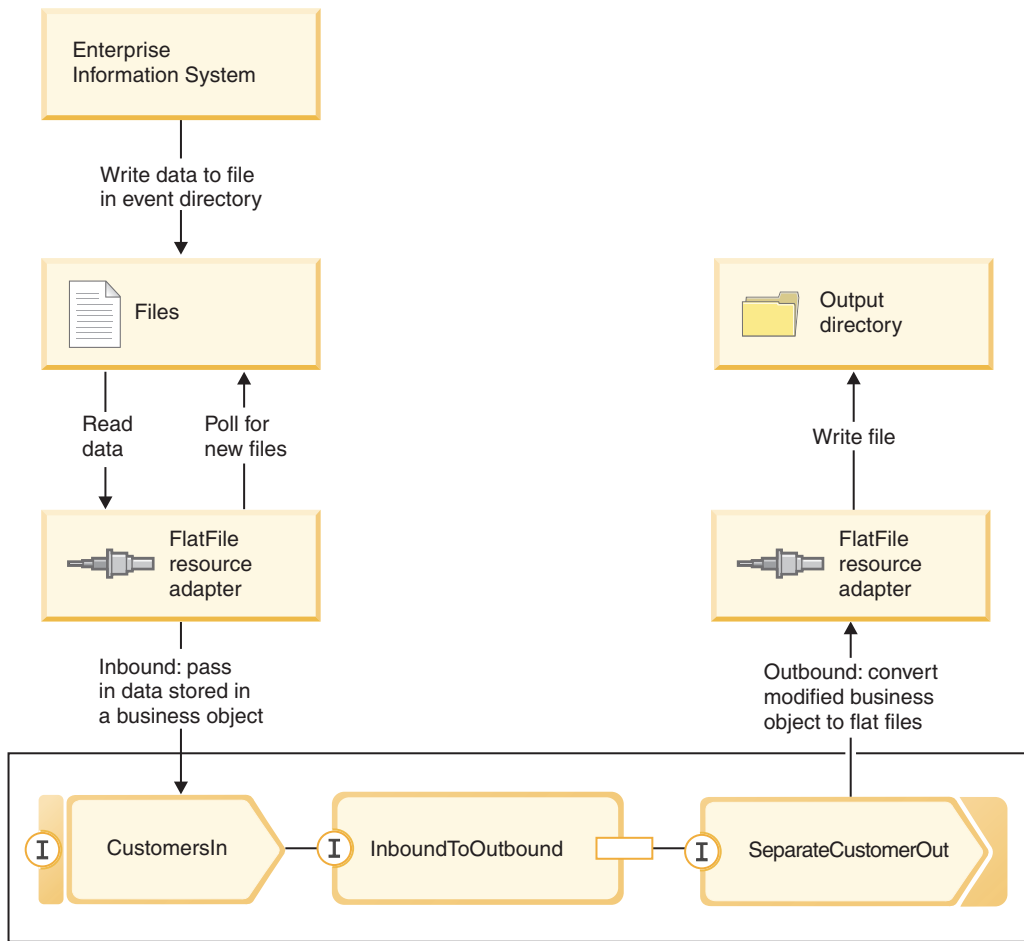 Enterprise
Information System
Write data to file
in event directory
Files
Output
directory
Read
data
Poll for
new files
Write file
FlatFile
resource
adapter
FlatFile
resource
adapter
Inbound: pass
in data stored in
a business object
Outbound: convert
modified business
object to flat files
I
CustomersIn
I
InboundToOutbound
I
SeparateCustomerOut